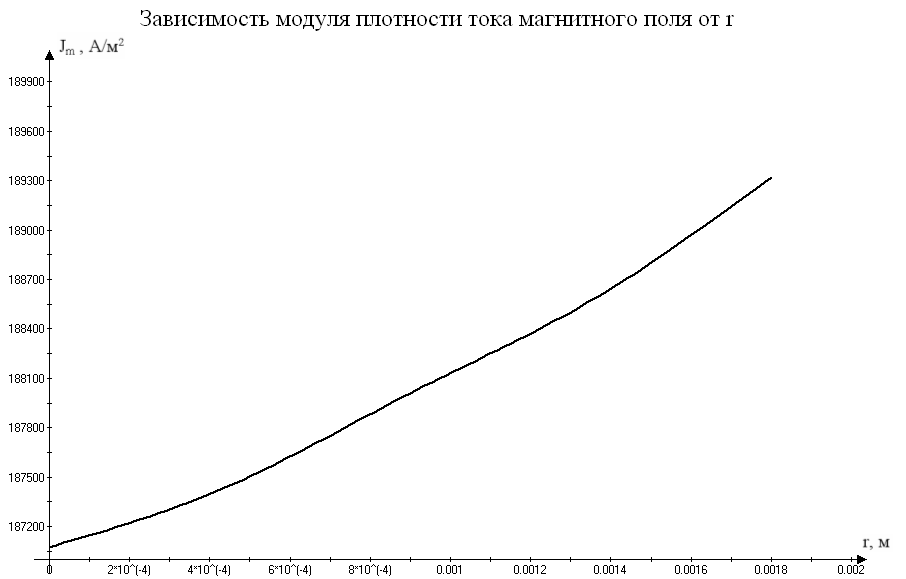 Зависимость модуля плотности тока магнитного поля от r
Jm , А/м²
189900
189600
189300
189000
188700
188400
188100
187800
187500
187200
r, м
0 2*10^(-4) 4*10^(-4) 6*10^(-4) 8*10^(-4) 0.001 0.0012 0.0014 0.0016 0.0018 0.002